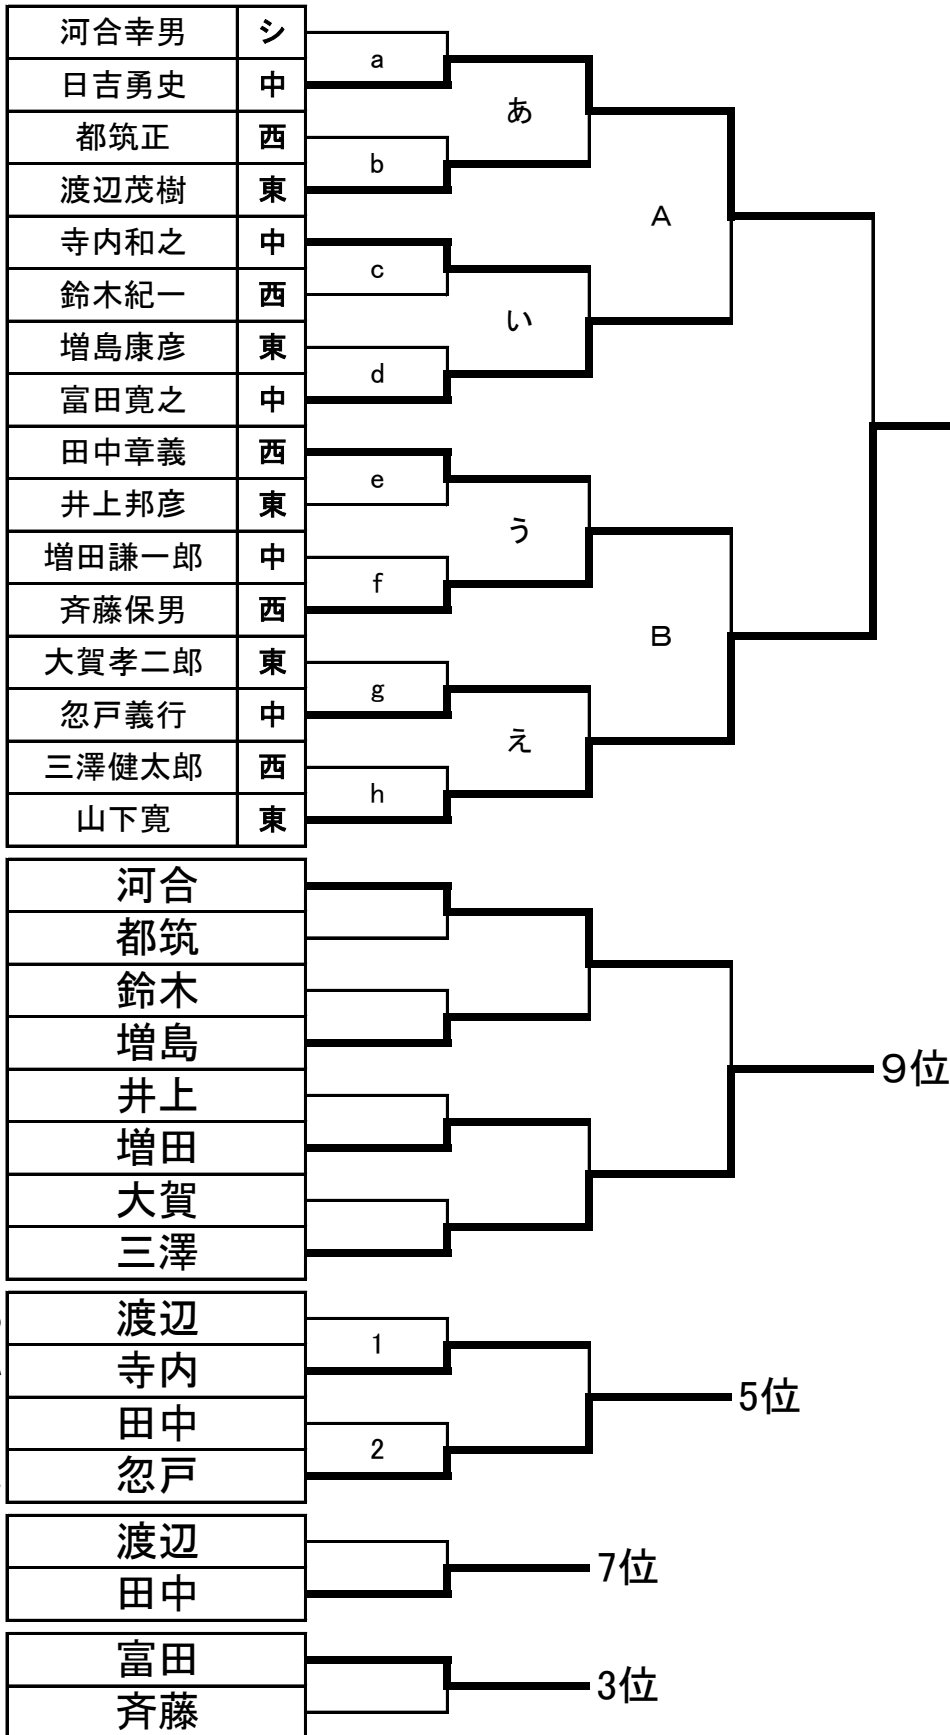 河合幸男 シ
a
日吉勇史 中
あ
都筑正 西
b
渡辺茂樹 東
A
寺内和之 中
c
鈴木紀一 西
い
増島康彦 東
d
富田寛之 中
田中章義 西
e
井上邦彦 東
う
増田謙一郎 中
f
斉藤保男 西
B
大賀孝二郎 東
g
忽戸義行 中
え
三澤健太郎 西
h
山下寛 東
河合
都筑
鈴木
増島
9位
井上
増田
大賀
三澤
渡辺
1
寺内
5位
田中
2
忽戸
渡辺
7位
田中
富田
3位
斉藤